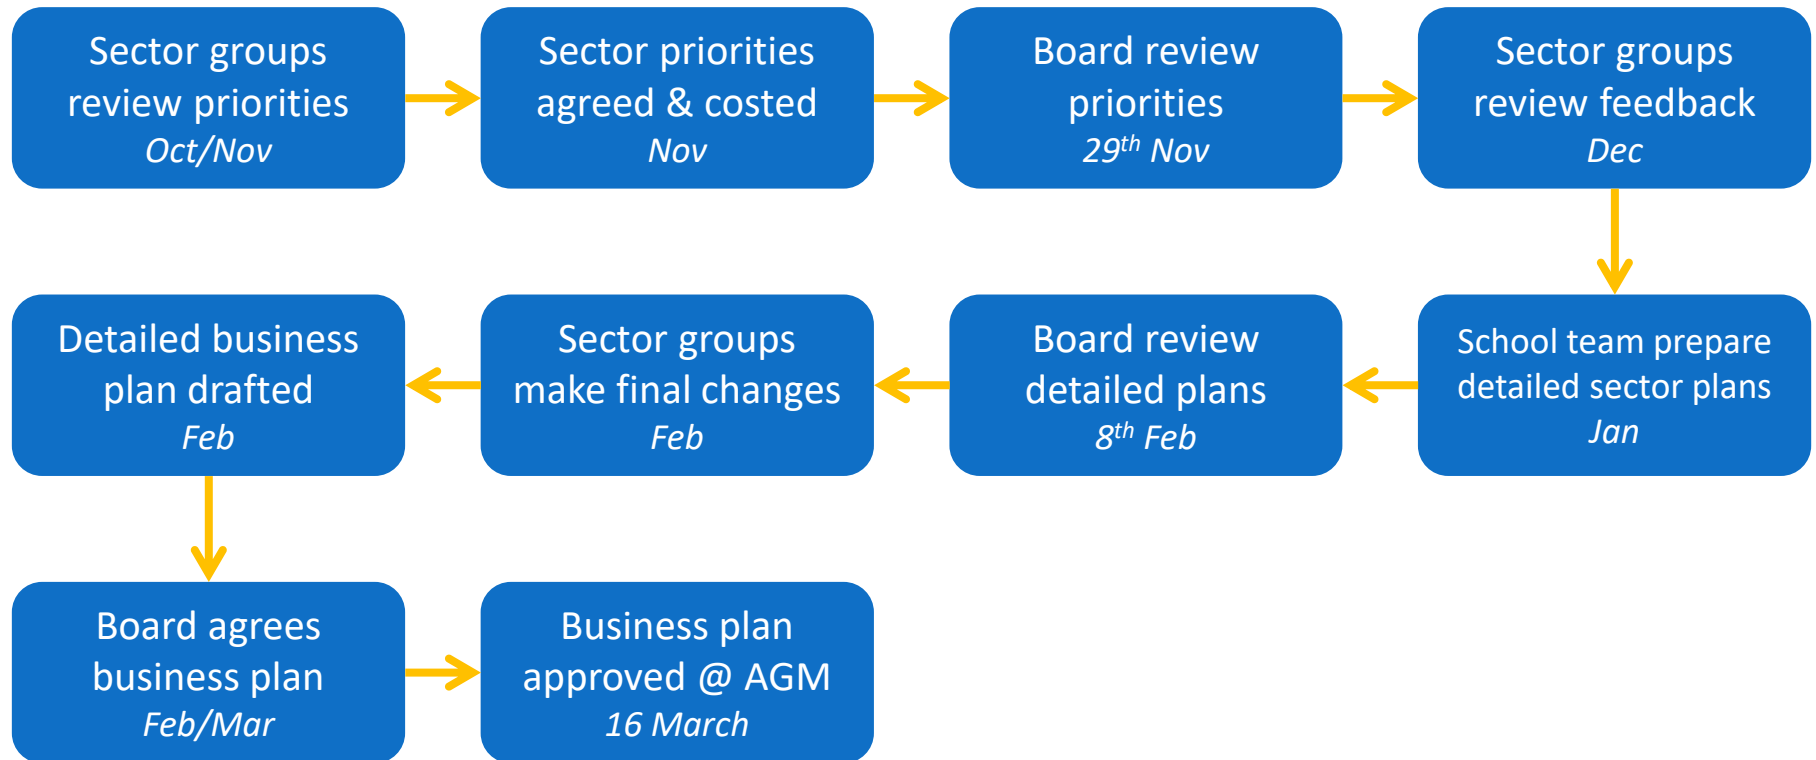 Sector groups
review priorities
Oct/Nov
Sector priorities
agreed & costed
Nov
Board review
priorities
29th Nov
Sector groups
review feedback
Dec
School team prepare
detailed sector plans
Jan
Board review
detailed plans
8th Feb
Sector groups
make final changes
Feb
Detailed business
plan drafted
Feb
Board agrees
business plan
Feb/Mar
Business plan
approved @ AGM
16 March